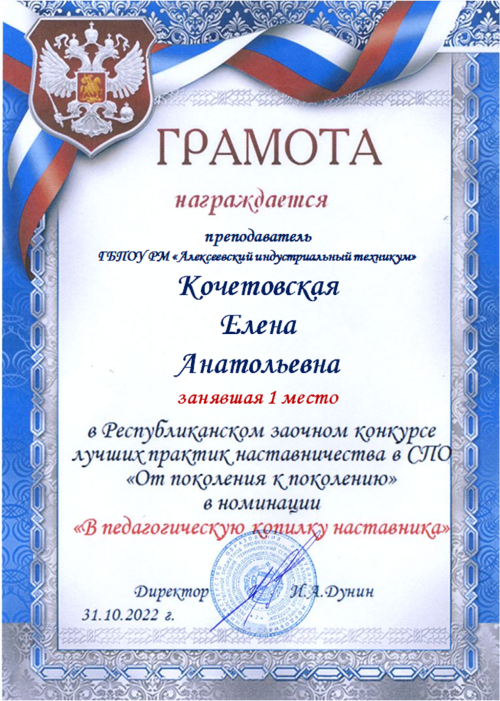 ГРАМОТА
награждается
преподаватель
ГБПОУ РМ «Алексеевский индустриальный техникум»
Кочетовская
Елена
Анатольевна
занявшая 1 место
в Республиканском заочном конкурсе
лучших практик наставничества в СПО
«От поколения к поколению»
в номинации
«В педагогическую копилку наставника»
Директор Н.А.Дунин
31.10.2022 г.